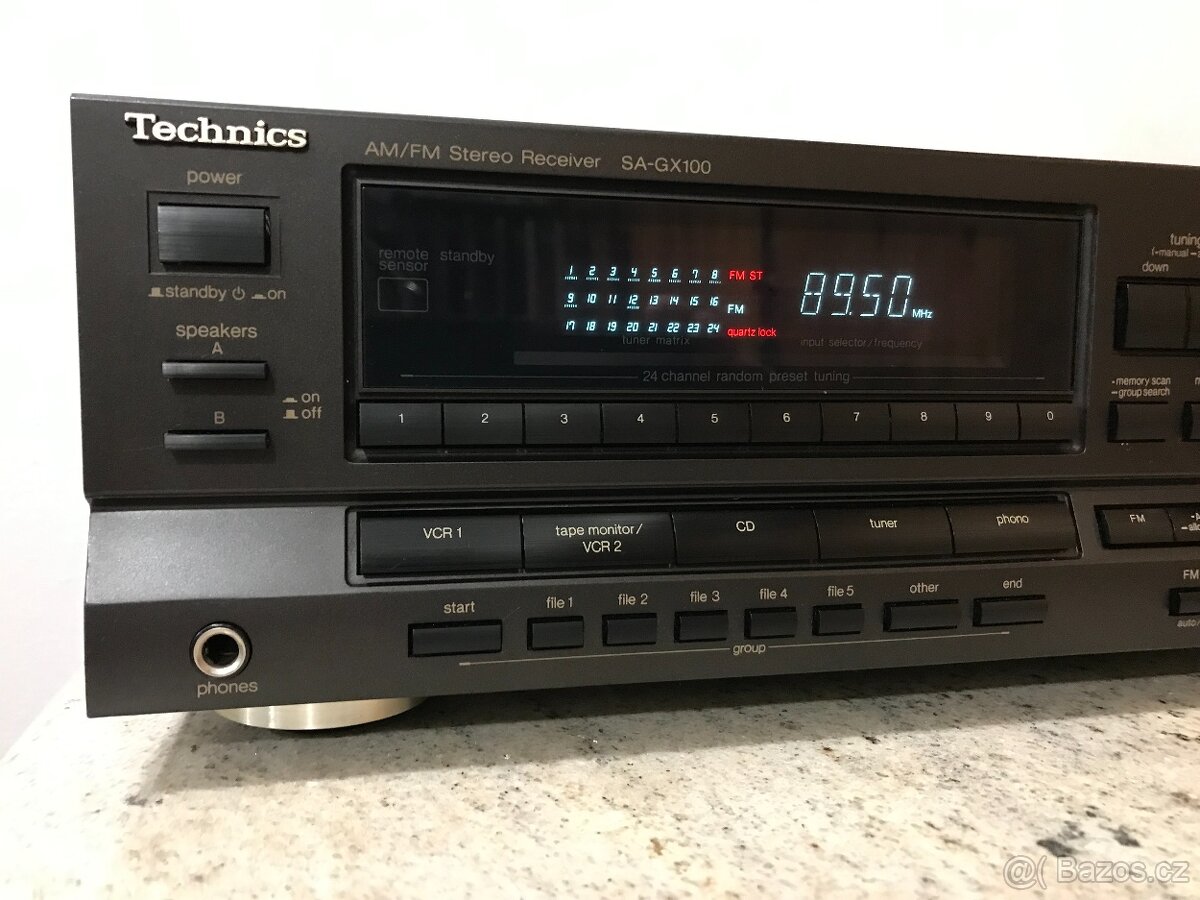 Technics
AM/FM Stereo Receiver SA-GX100
power
standby on
speakers
A
B
on
off
remote sensor
standby
1 2 3 4 5 6 7 8 FM ST
9 10 11 12 13 14 15 16 FM
17 18 19 20 21 22 23 24 quartz lock
tuner matrix
89.50 MHz
input selector/frequency
24 channel random preset tuning
1 2 3 4 5 6 7 8 9 0
tuning
down
-memory scan
-group search
VCR 1
tape monitor/
VCR 2
CD
tuner
phono
FM
start
file 1
file 2
file 3
file 4
file 5
other
end
group
FM
auto/
phones
@( Bazos.cz